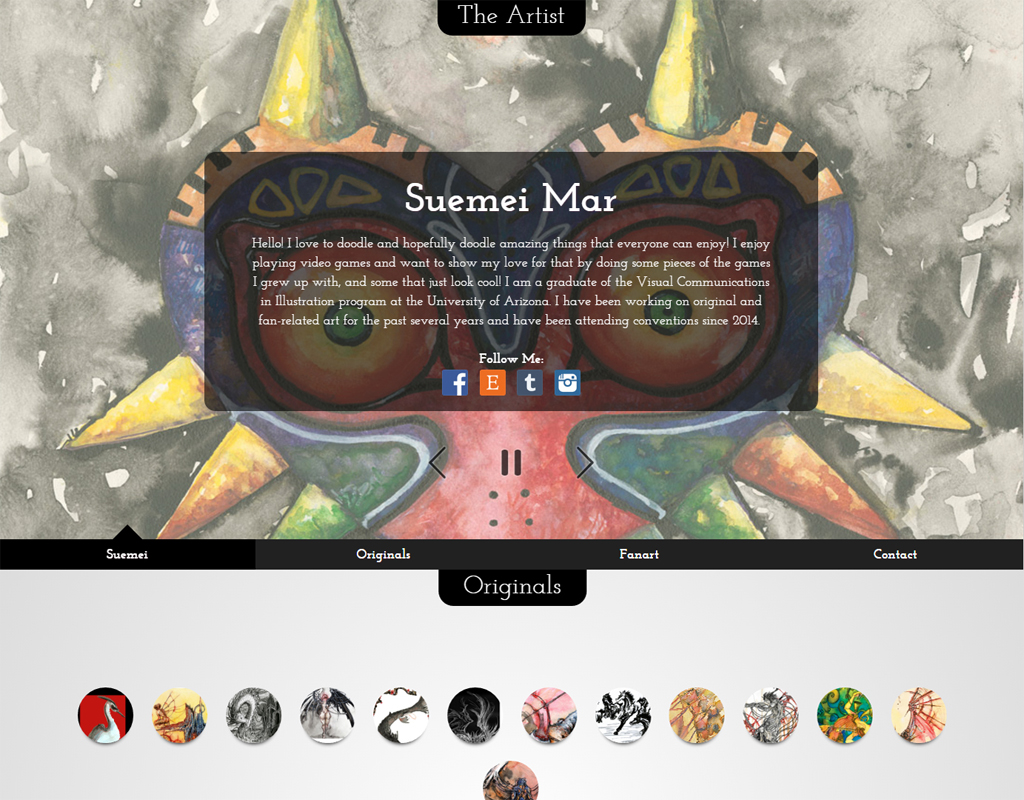 The Artist
Suemei Mar
Hello! I love to doodle and hopefully doodle amazing things that everyone can enjoy! I enjoy
playing video games and want to show my love for that by doing some pieces of the games
I grew up with, and some that just look cool! I am a graduate of the Visual Communications
in Illustration program at the University of Arizona. I have been working on original and
fan-related art for the past several years and have been attending conventions since 2014.
Follow Me:
f E t
Suemei Originals Fanart Contact
Originals